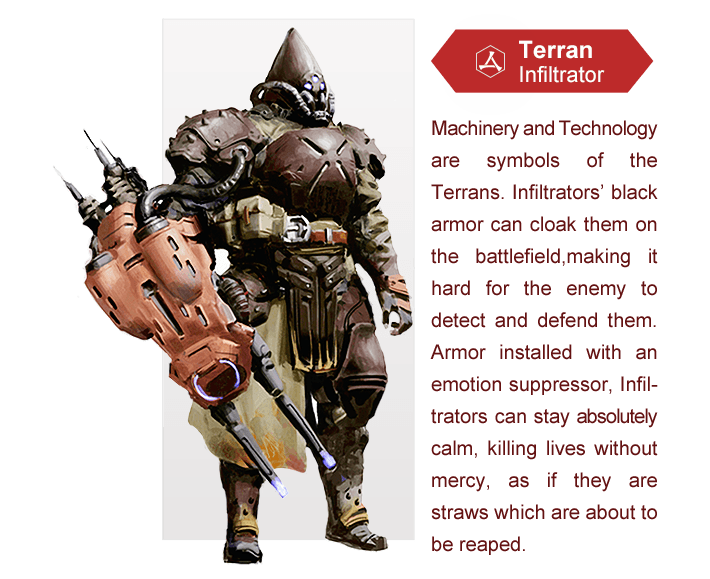 Terran
Infiltrator
Machinery and Technology
are symbols of the
Terrans. Infiltrators’ black
armor can cloak them on
the battlefield,making it
hard for the enemy to
detect and defend them.
Armor installed with an
emotion suppressor, Infil-
trators can stay absolutely
calm, killing lives without
mercy, as if they are
straws which are about to
be reaped.